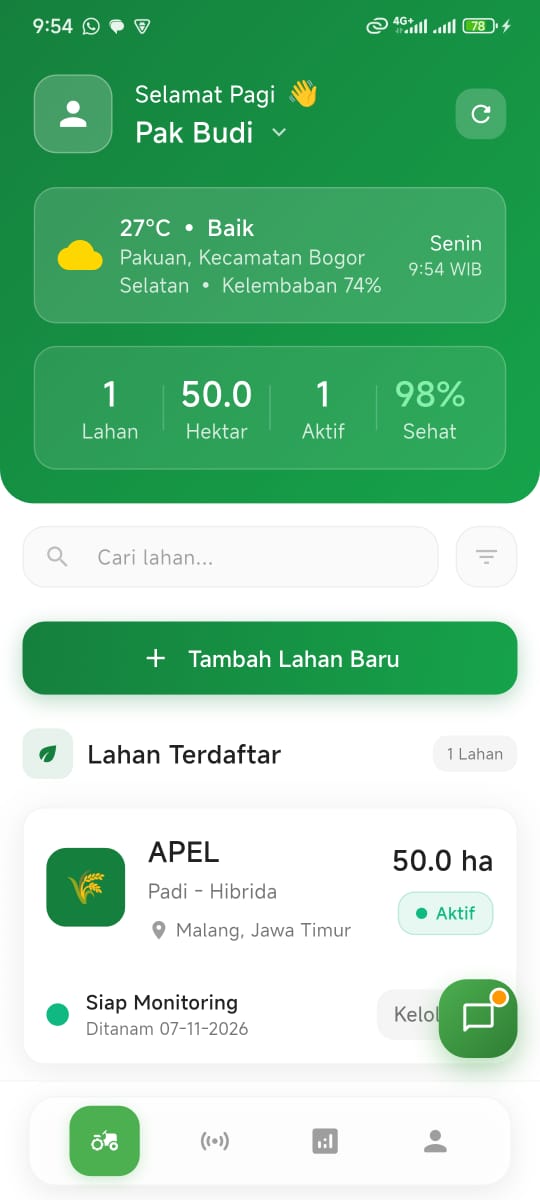 9:54
4G+
78
Selamat Pagi 👋
Pak Budi
27°C • Baik
Pakuan, Kecamatan Bogor
Selatan • Kelembaban 74%
Senin
9:54 WIB
1
Lahan
50.0
Hektar
1
Aktif
98%
Sehat
Cari lahan...
+ Tambah Lahan Baru
Lahan Terdaftar
1 Lahan
APEL
50.0 ha
Padi - Hibrida
Aktif
Malang, Jawa Timur
Siap Monitoring
Ditanam 07-11-2026
Kelol